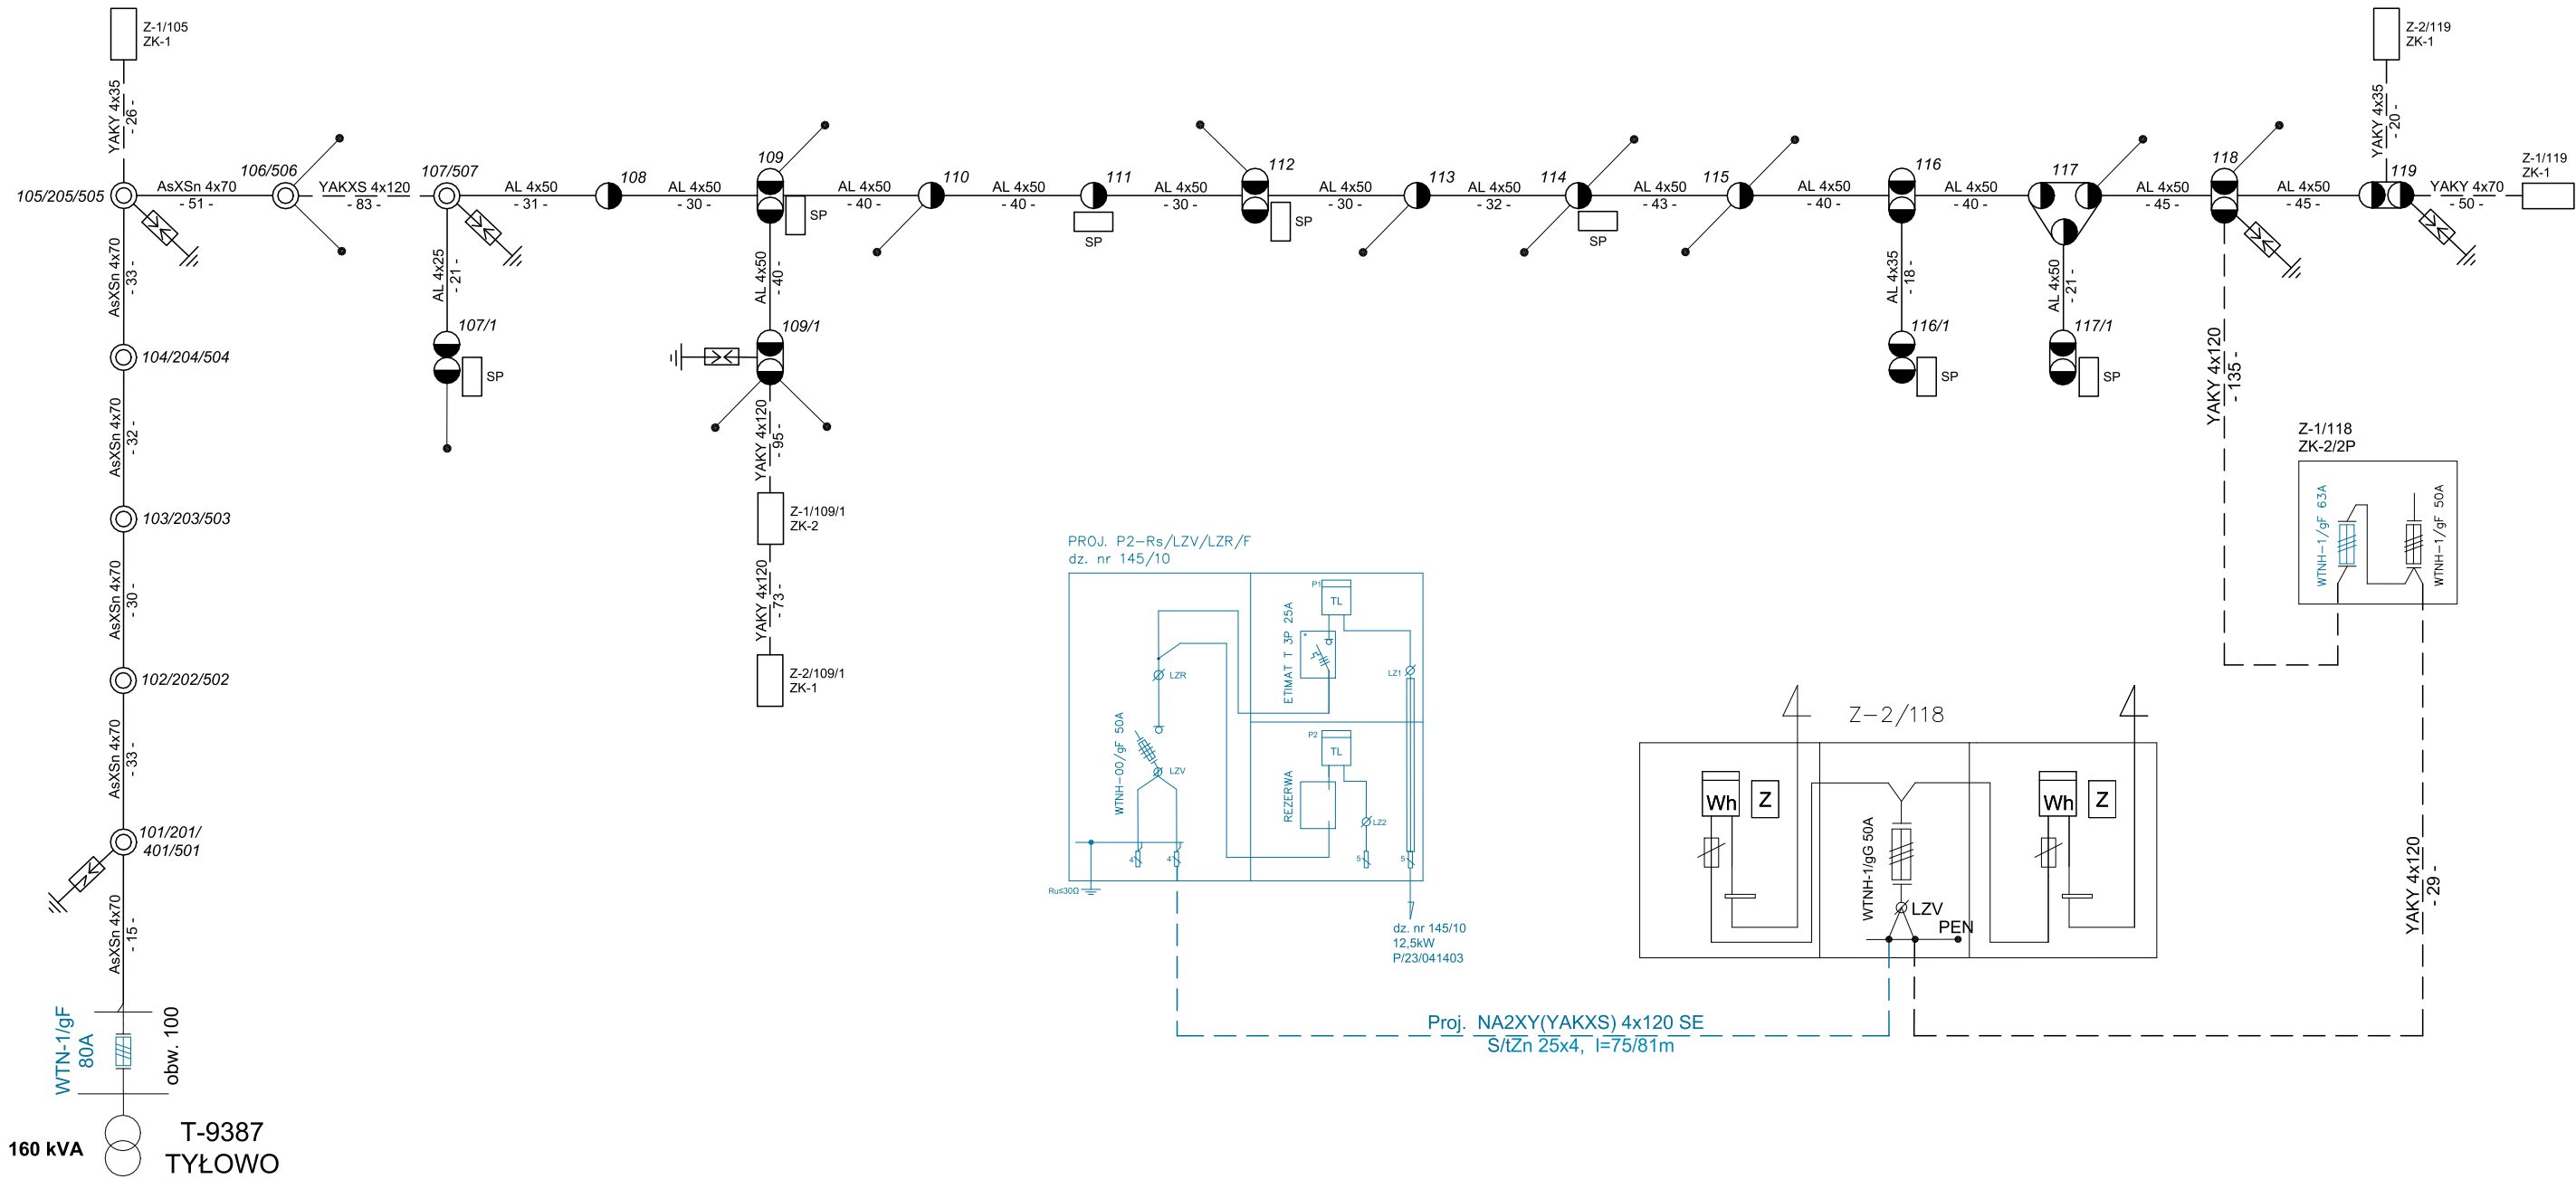 Z-1/105
ZK-1
YAKY 4x35
- 26 -
105/205/505
AsXSn 4x70
- 51 -
106/506
YAKXS 4x120
- 83 -
107/507
AL 4x50
- 31 -
108
AL 4x50
- 30 -
109
SP
AL 4x50
- 40 -
110
AL 4x50
- 40 -
111
SP
AL 4x50
- 30 -
112
SP
AL 4x50
- 30 -
113
AL 4x50
- 32 -
114
SP
AL 4x50
- 43 -
115
AL 4x50
- 40 -
116
AL 4x50
- 40 -
117
AL 4x50
- 45 -
118
AL 4x50
- 45 -
119
Z-2/119
ZK-1
YAKY 4x35
- 20 -
YAKY 4x70
- 50 -
Z-1/119
ZK-1
AsXSn 4x70
- 33 -
104/204/504
AsXSn 4x70
- 32 -
103/203/503
AsXSn 4x70
- 30 -
102/202/502
AsXSn 4x70
- 33 -
101/201/
401/501
AsXSn 4x70
- 15 -
WTN-1/gF
80A
obw. 100
160 kVA
T-9387
TYŁOWO
AL 4x25
- 21 -
107/1
SP
AL 4x50
- 40 -
109/1
YAKY 4x120
- 95 -
Z-1/109/1
ZK-2
YAKY 4x120
- 73 -
Z-2/109/1
ZK-1
AL 4x35
- 18 -
116/1
SP
AL 4x50
- 21 -
117/1
SP
YAKY 4x120
- 135 -
Z-1/118
ZK-2/2P
WTNH-1/gF 63A
WTNH-1/gF 50A
YAKY 4x120
- 29 -
PROJ. P2-Rs/LZV/LZR/F
dz. nr 145/10
P1
TL
ETIMAT T 3P 25A
*
LZR
LZ1
WTNH-00/gF 50A
LZV
P2
TL
REZERWA
LZ2
4
4
5
5
Ru≤30Ω
dz. nr 145/10
12,5kW
P/23/041403
Z-2/118
Wh
Z
WTNH-1/gG 50A
LZV
PEN
Wh
Z
Proj. NA2XY(YAKXS) 4x120 SE
S/tZn 25x4, l=75/81m